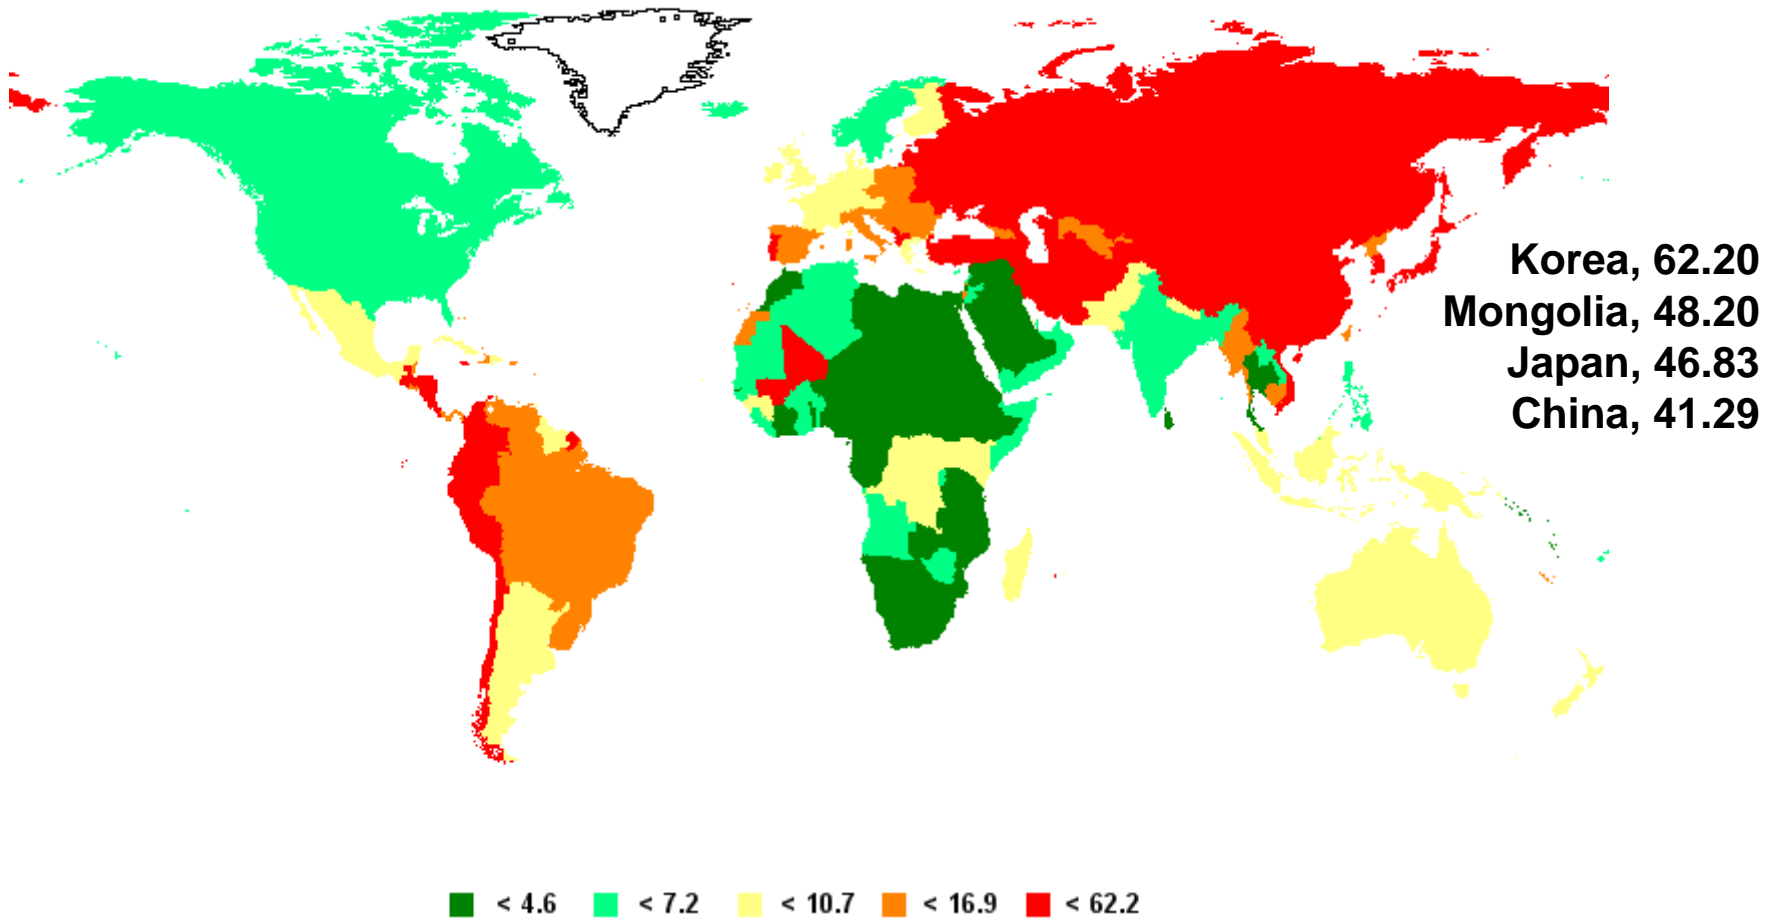 Korea, 62.20
Mongolia, 48.20
Japan, 46.83
China, 41.29
< 4.6 < 7.2 < 10.7 < 16.9 < 62.2